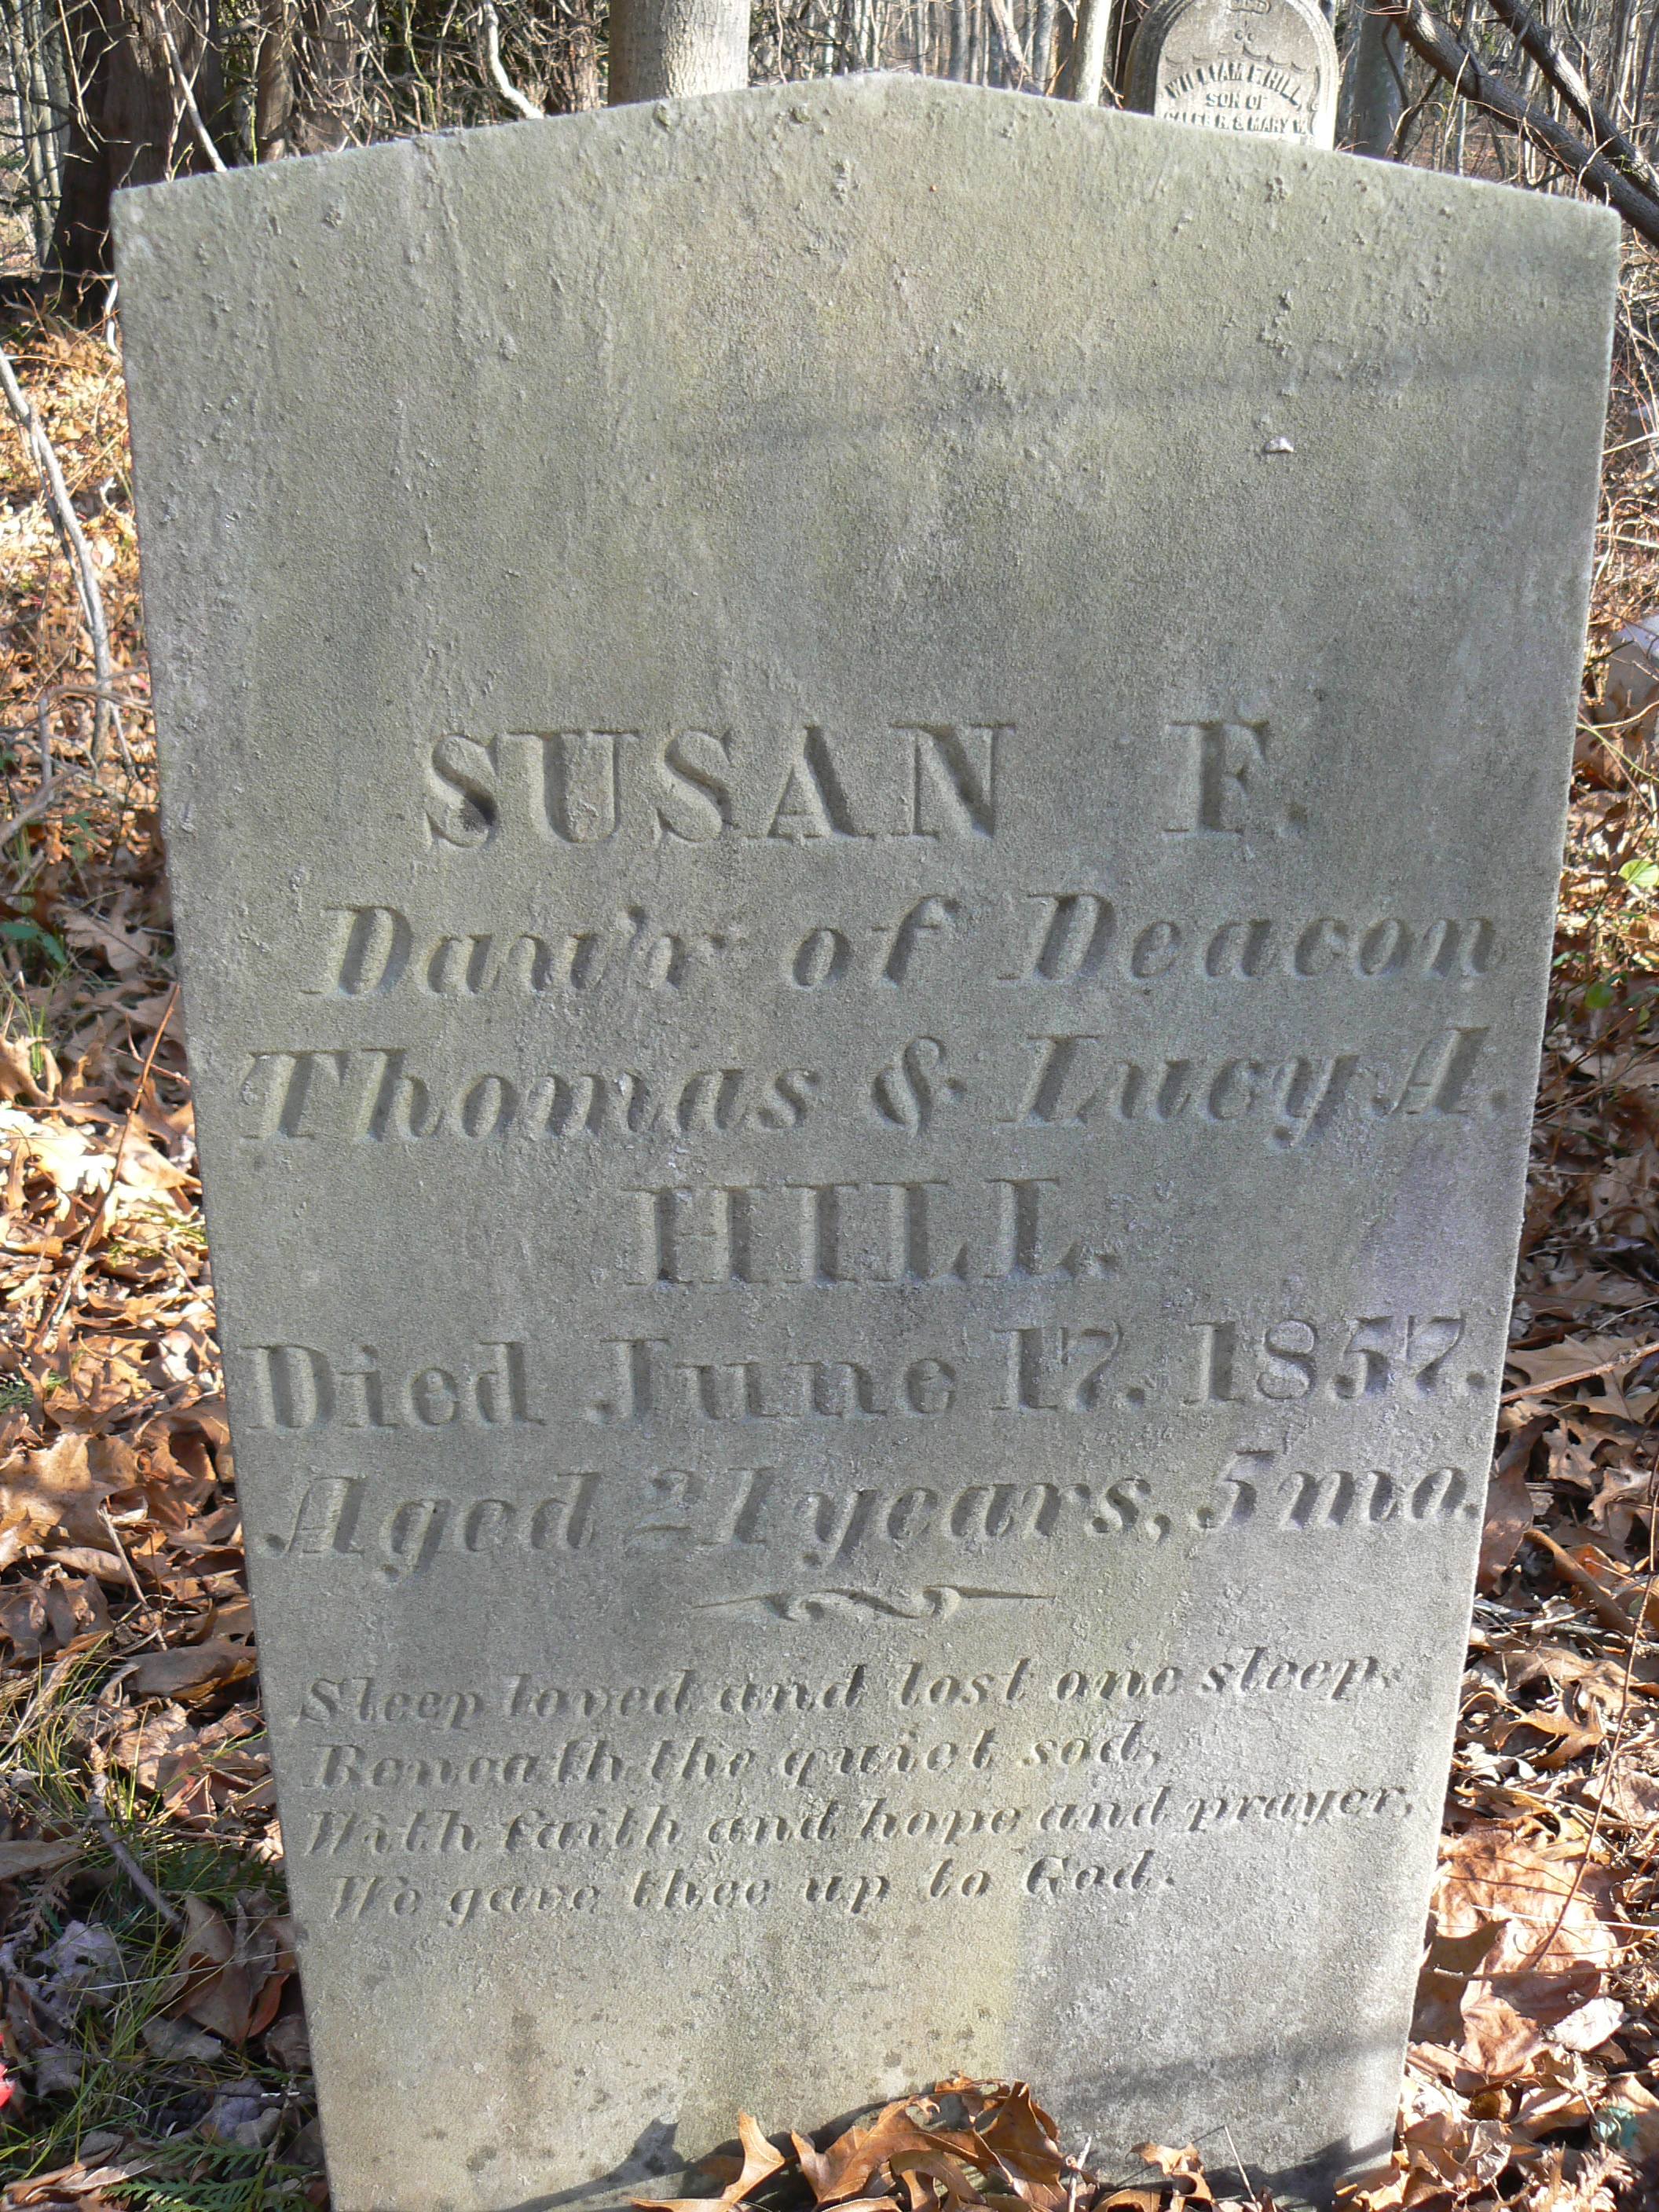 WILLIAM F. HILL,
SON OF
CALEB R. & MARY W.
SUSAN F.
Dau'r of Deacon
Thomas & Lucy A.
HILL.
Died June 17, 1857.
Aged 21 years, 5 mo.
Sleep loved and lost one sleep,
Beneath the quiet sod,
With faith and hope and prayer,
We gave thee up to God.